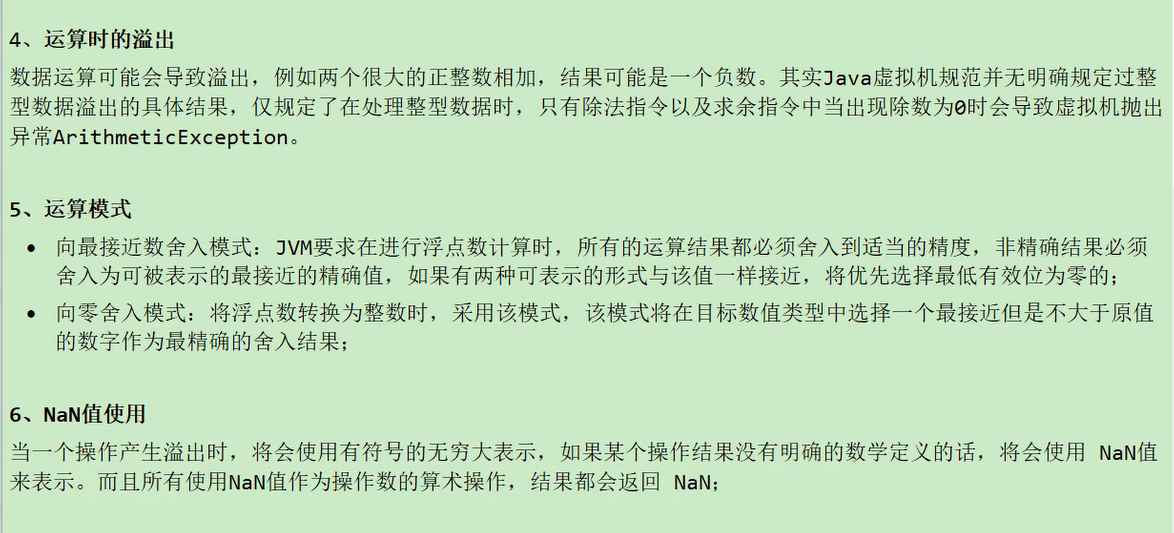 4、运算时的溢出
数据运算可能会导致溢出，例如两个很大的正整数相加，结果可能是一个负数。其实Java虚拟机规范并无明确规定过整
型数据溢出的具体结果，仅规定了在处理整型数据时，只有除法指令以及求余指令中当出现除数为0时会导致虚拟机抛出
异常ArithmeticException。
5、运算模式
• 向最接近数舍入模式：JVM要求在进行浮点数计算时，所有的运算结果都必须舍入到适当的精度，非精确结果必须
舍入为可被表示的最接近的精确值，如果有两种可表示的形式与该值一样接近，将优先选择最低有效位为零的；
• 向零舍入模式：将浮点数转换为整数时，采用该模式，该模式将在目标数值类型中选择一个最接近但是不大于原值
的数字作为最精确的舍入结果；
6、NaN值使用
当一个操作产生溢出时，将会使用有符号的无穷大表示，如果某个操作结果没有明确的数学定义的话，将会使用 NaN值
来表示。而且所有使用NaN值作为操作数的算术操作，结果都会返回 NaN；